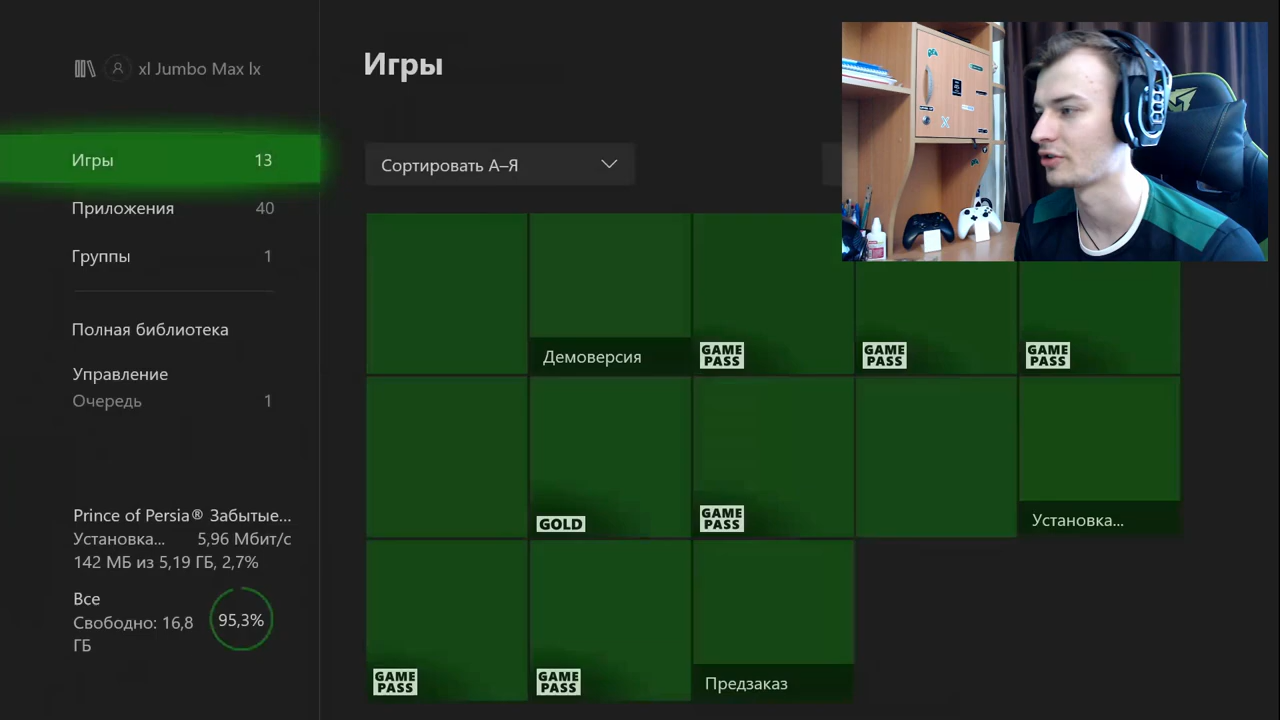 xl Jumbo Max lx
Игры 13
Приложения 40
Группы 1
Полная библиотека
Управление
Очередь 1
Prince of Persia® Забытые...
Установка... 5,96 Мбит/с
142 МБ из 5,19 ГБ, 2,7%
Все
Свободно: 16,8
ГБ
95,3%
Игры
Сортировать А–Я
Демоверсия
GAME
PASS
GAME
PASS
GAME
PASS
GOLD
GAME
PASS
Установка...
GAME
PASS
GAME
PASS
Предзаказ